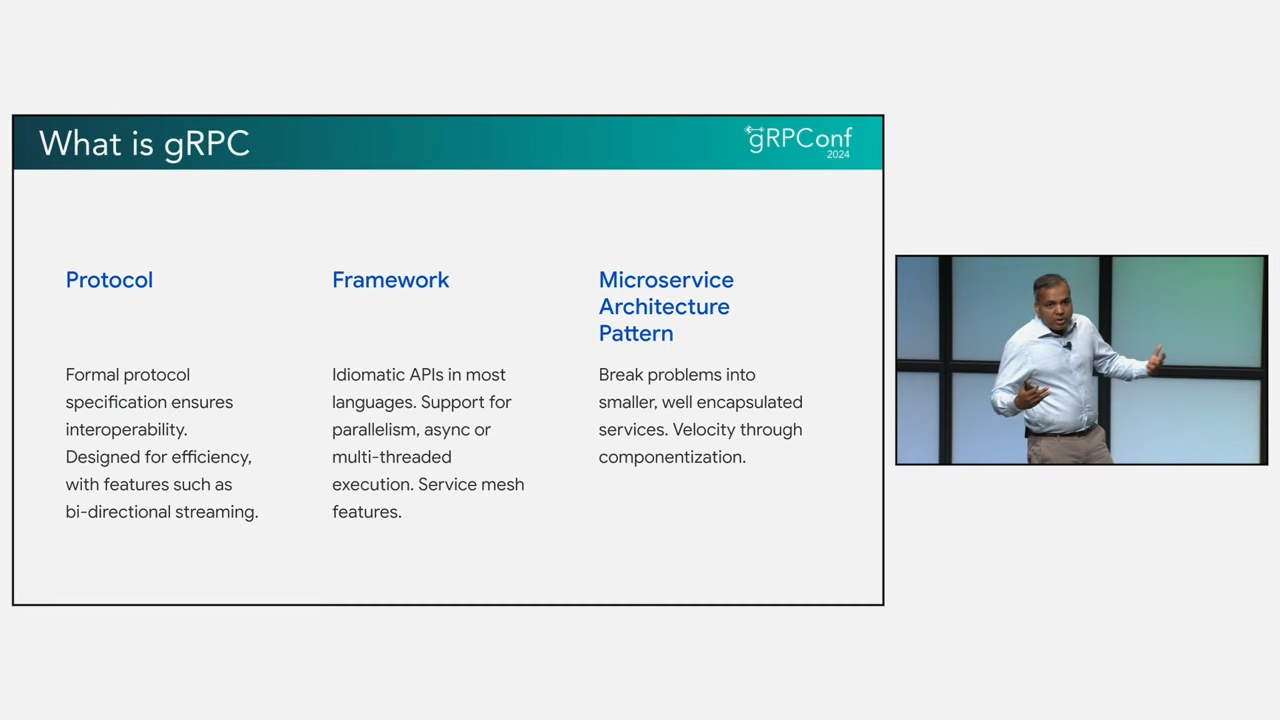 What is gRPC
gRPConf
2024
Protocol
Formal protocol
specification ensures
interoperability.
Designed for efficiency,
with features such as
bi-directional streaming.
Framework
Idiomatic APIs in most
languages. Support for
parallelism, async or
multi-threaded
execution. Service mesh
features.
Microservice
Architecture
Pattern
Break problems into
smaller, well encapsulated
services. Velocity through
componentization.